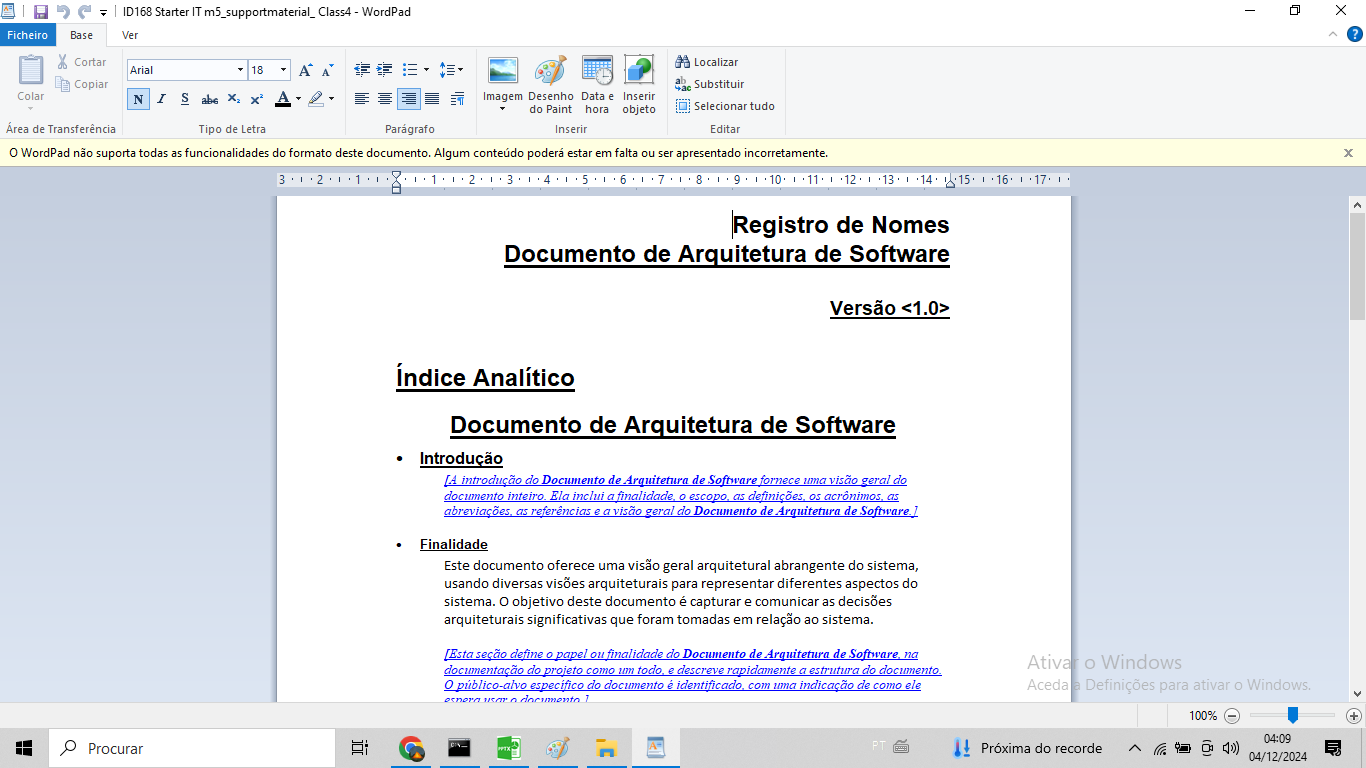 ID168 Starter IT m5_supportmaterial_ Class4 - WordPad
Ficheiro Base Ver
Colar
Cortar
Copiar
Área de Transferência
Arial 18
N I S abc X₂ X² A
Tipo de Letra
Parágrafo
Imagem
Desenho do Paint
Data e hora
Inserir objeto
Inserir
Localizar
Substituir
Selecionar tudo
Editar
O WordPad não suporta todas as funcionalidades do formato deste documento. Algum conteúdo poderá estar em falta ou ser apresentado incorretamente.
3 2 1 1 2 3 4 5 6 7 8 9 10 11 12 13 14 15 16 17
Registro de Nomes
Documento de Arquitetura de Software
Versão <1.0>
Índice Analítico
Documento de Arquitetura de Software
• Introdução
[A introdução do Documento de Arquitetura de Software fornece uma visão geral do
documento inteiro. Ela inclui a finalidade, o escopo, as definições, os acrônimos, as
abreviações, as referências e a visão geral do Documento de Arquitetura de Software.]
• Finalidade
Este documento oferece uma visão geral arquitetural abrangente do sistema,
usando diversas visões arquiteturais para representar diferentes aspectos do
sistema. O objetivo deste documento é capturar e comunicar as decisões
arquiteturais significativas que foram tomadas em relação ao sistema.
[Esta seção define o papel ou finalidade do Documento de Arquitetura de Software, na
documentação do projeto como um todo, e descreve rapidamente a estrutura do documento.
O público-alvo específico do documento é identificado, com uma indicação de como ele
espera usar o documento.]
Ativar o Windows
Aceda a Definições para ativar o Windows.
100%
Procurar
PT
Próxima do recorde
04:09
04/12/2024